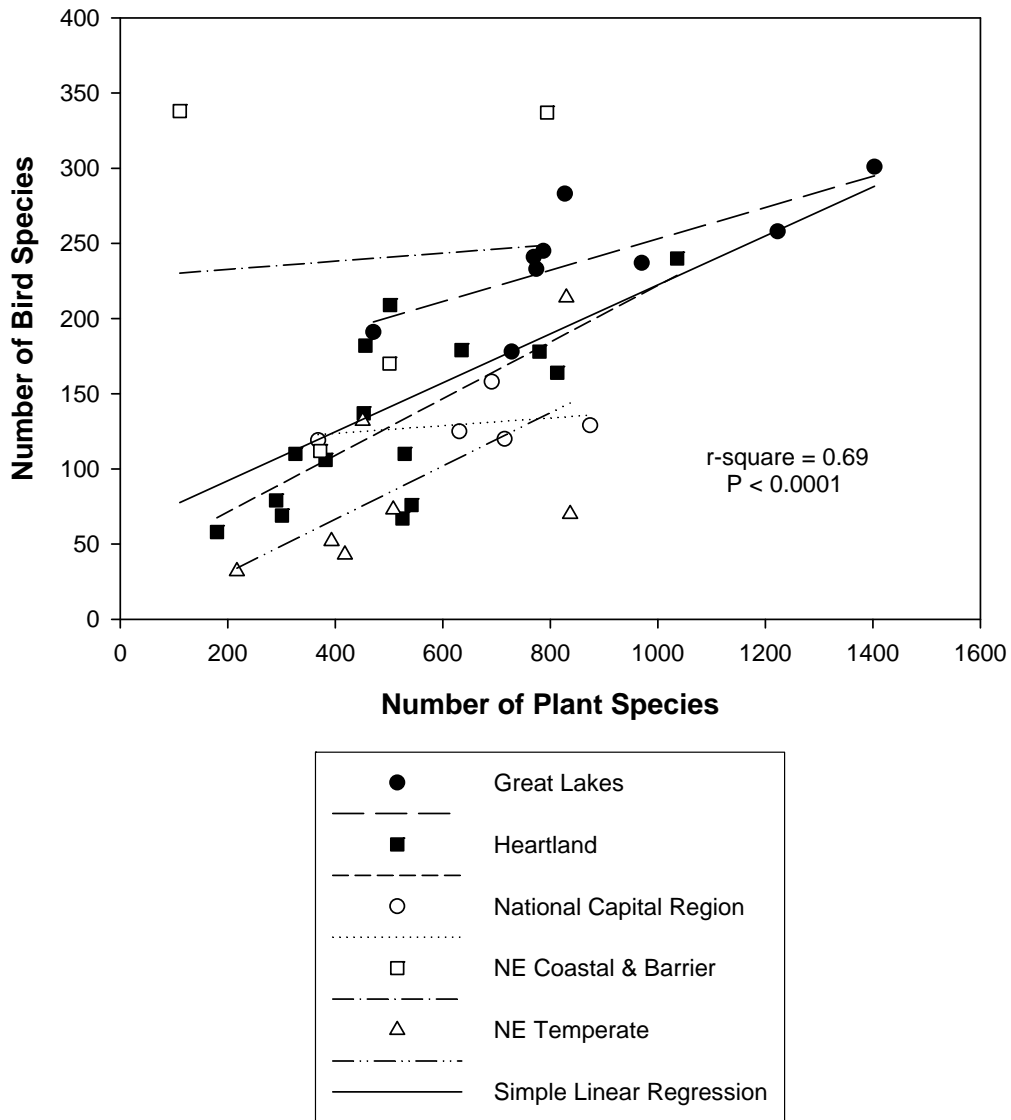 400
350
300
250
200
150
100
50
0
Number of Bird Species
r-square = 0.69
P < 0.0001
0 200 400 600 800 1000 1200 1400 1600
Number of Plant Species
Great Lakes
Heartland
National Capital Region
NE Coastal & Barrier
NE Temperate
Simple Linear Regression